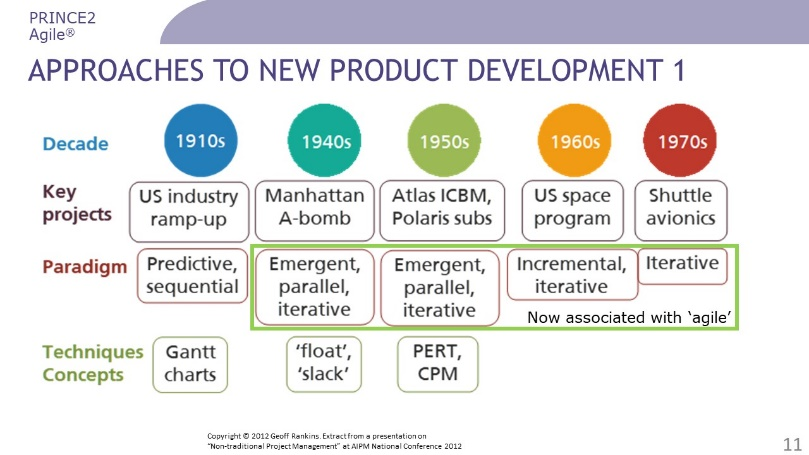 PRINCE2
Agile®
APPROACHES TO NEW PRODUCT DEVELOPMENT 1
Decade
1910s
1940s
1950s
1960s
1970s
Key
projects
US industry
ramp-up
Manhattan
A-bomb
Atlas ICBM,
Polaris subs
US space
program
Shuttle
avionics
Paradigm
Predictive,
sequential
Emergent,
parallel,
iterative
Emergent,
parallel,
iterative
Incremental,
iterative
Iterative
Now associated with ‘agile’
Techniques
Concepts
Gantt
charts
‘float’,
‘slack’
PERT,
CPM
Copyright © 2012 Geoff Rankins. Extract from a presentation on
“Non-traditional Project Management” at AIPM National Conference 2012
11